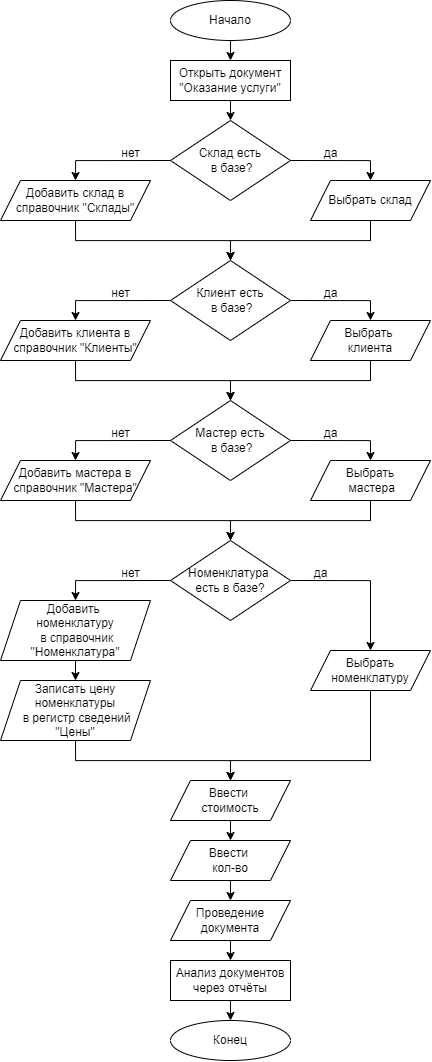 Начало
Открыть документ
"Оказание услуги"
Склад есть
в базе?
нет
да
Добавить склад в
справочник "Склады"
Выбрать склад
Клиент есть
в базе?
нет
да
Добавить клиента в
справочник "Клиенты"
Выбрать
клиента
Мастер есть
в базе?
нет
да
Добавить мастера в
справочник "Мастера"
Выбрать
мастера
Номенклатура
есть в базе?
нет
да
Добавить
номенклатуру
в справочник
"Номенклатура"
Выбрать
номенклатуру
Записать цену
номенклатуры
в регистр сведений
"Цены"
Ввести
стоимость
Ввести
кол-во
Проведение
документа
Анализ документов
через отчёты
Конец